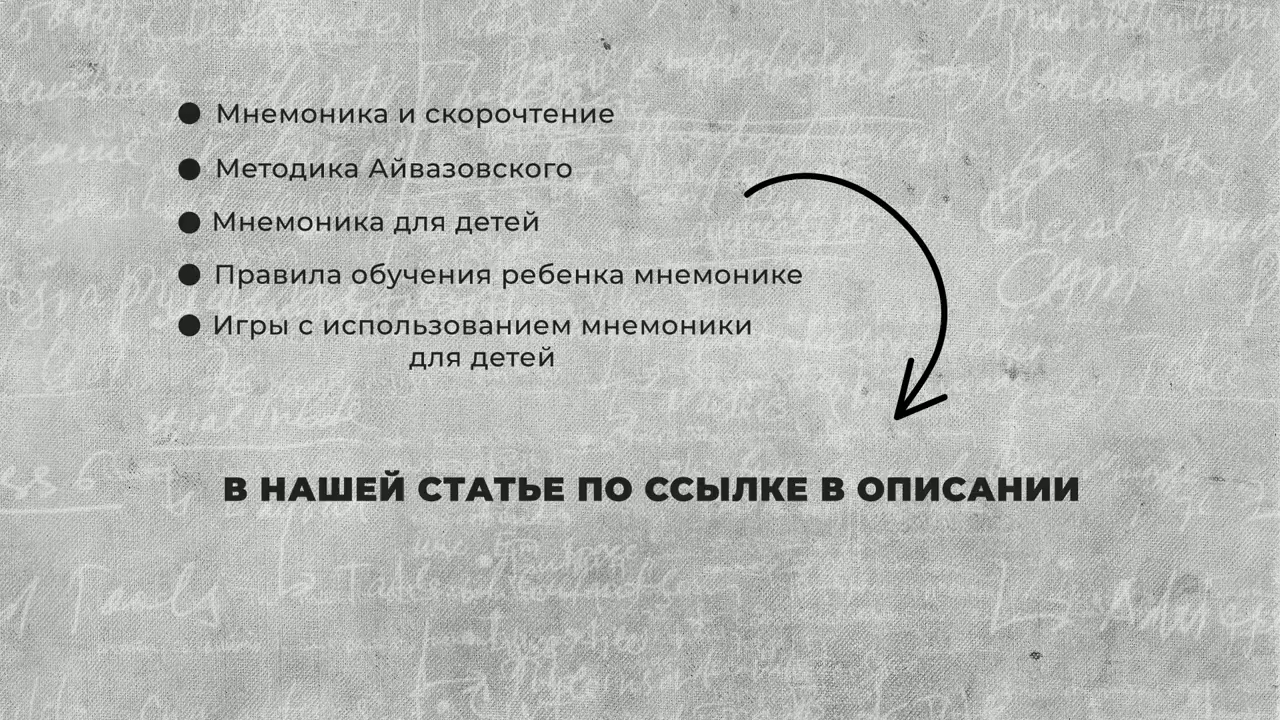 Мнемоника и скорочтение
Методика Айвазовского
Мнемоника для детей
Правила обучения ребенка мнемонике
Игры с использованием мнемоники
для детей
В НАШЕЙ СТАТЬЕ ПО ССЫЛКЕ В ОПИСАНИИ